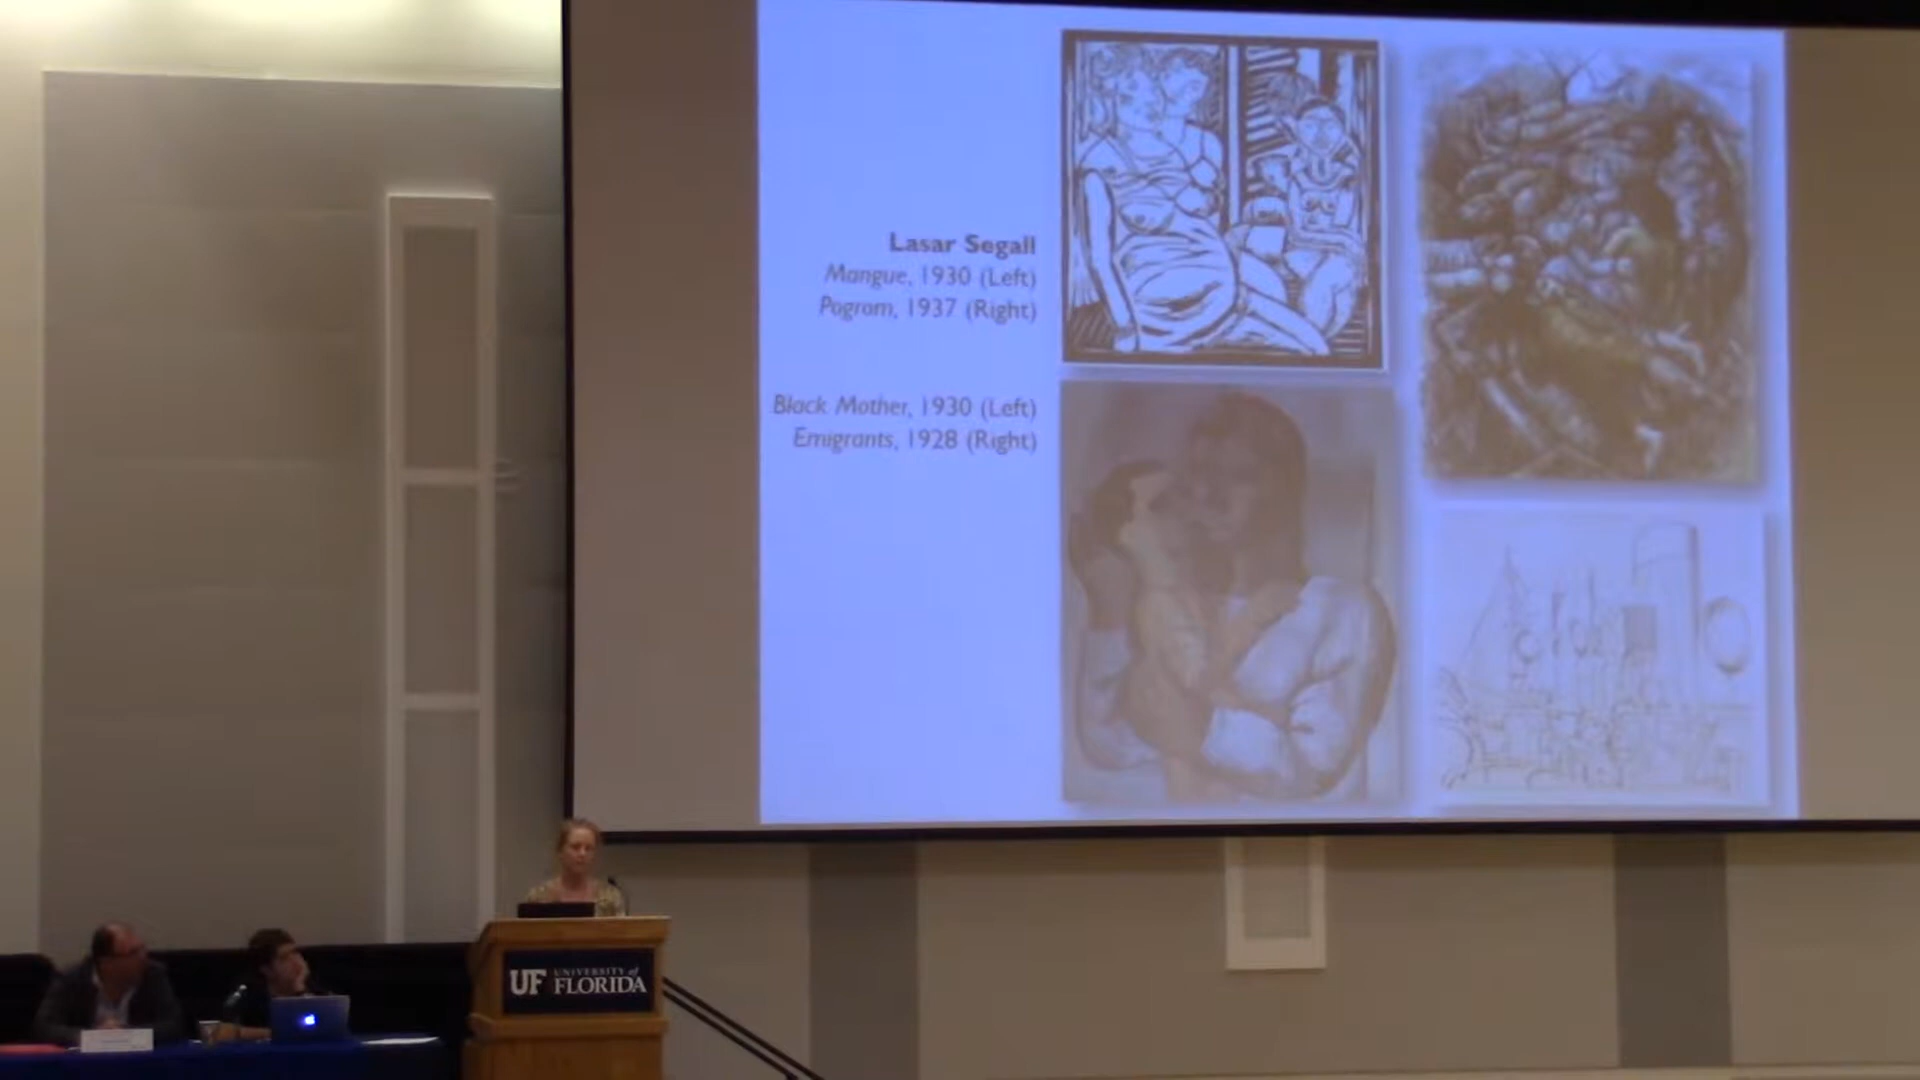 Lasar Segall
Mangue, 1930 (Left)
Pogrom, 1937 (Right)
Black Mother, 1930 (Left)
Emigrants, 1928 (Right)
UF UNIVERSITY of
FLORIDA